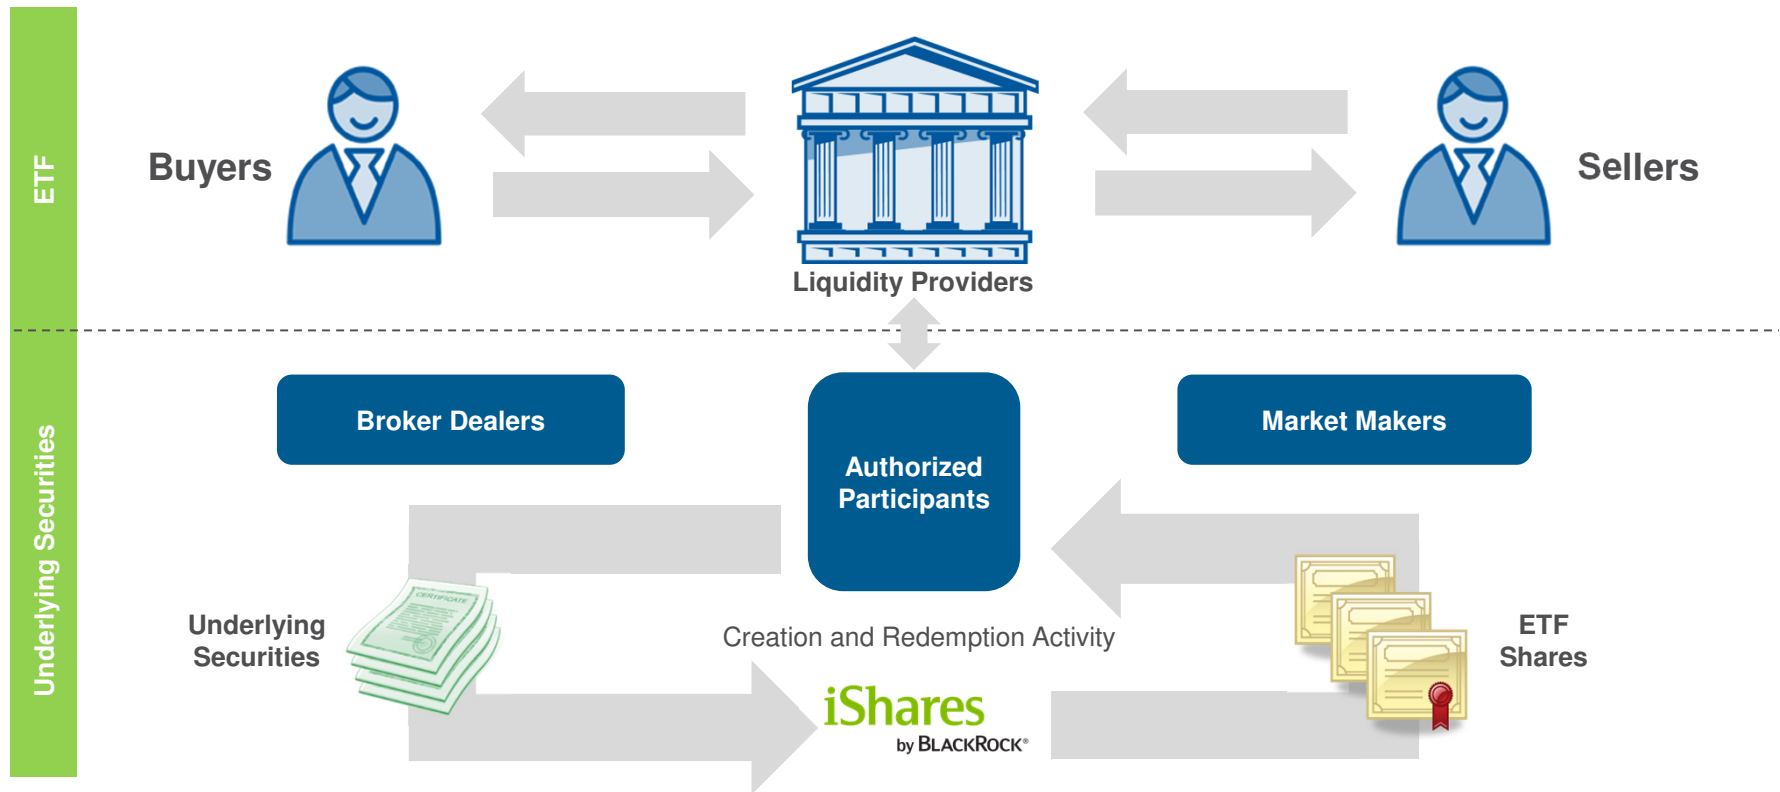 ETF
Buyers
Sellers
Liquidity Providers
Underlying Securities
Broker Dealers
Authorized
Participants
Market Makers
CERTIFICATE
Underlying
Securities
Creation and Redemption Activity
ETF
Shares
iShares
by BLACKROCK®